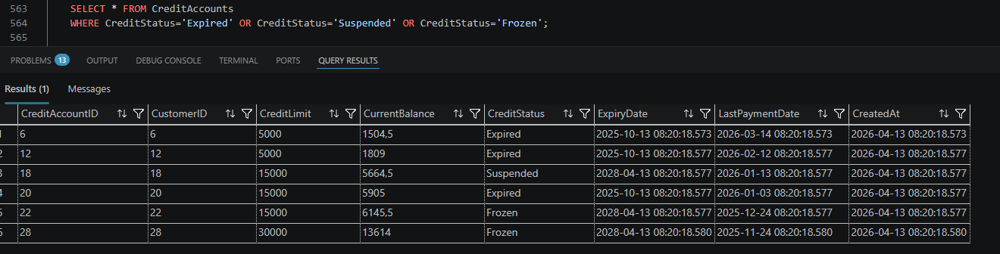 563 SELECT * FROM CreditAccounts
564 WHERE CreditStatus='Expired' OR CreditStatus='Suspended' OR CreditStatus='Frozen';
565
PROBLEMS 13 OUTPUT DEBUG CONSOLE TERMINAL PORTS QUERY RESULTS
Results (1) Messages
CreditAccountID CustomerID CreditLimit CurrentBalance CreditStatus ExpiryDate LastPaymentDate CreatedAt
1 6 6 5000 1504,5 Expired 2025-10-13 08:20:18.573 2026-03-14 08:20:18.573 2026-04-13 08:20:18.573
2 12 12 5000 1809 Expired 2025-10-13 08:20:18.577 2026-02-12 08:20:18.577 2026-04-13 08:20:18.577
3 18 18 15000 5664,5 Suspended 2028-04-13 08:20:18.577 2026-01-13 08:20:18.577 2026-04-13 08:20:18.577
4 20 20 15000 5905 Expired 2025-10-13 08:20:18.577 2026-01-03 08:20:18.577 2026-04-13 08:20:18.577
5 22 22 15000 6145,5 Frozen 2028-04-13 08:20:18.577 2025-12-24 08:20:18.577 2026-04-13 08:20:18.577
6 28 28 30000 13614 Frozen 2028-04-13 08:20:18.580 2025-11-24 08:20:18.580 2026-04-13 08:20:18.580